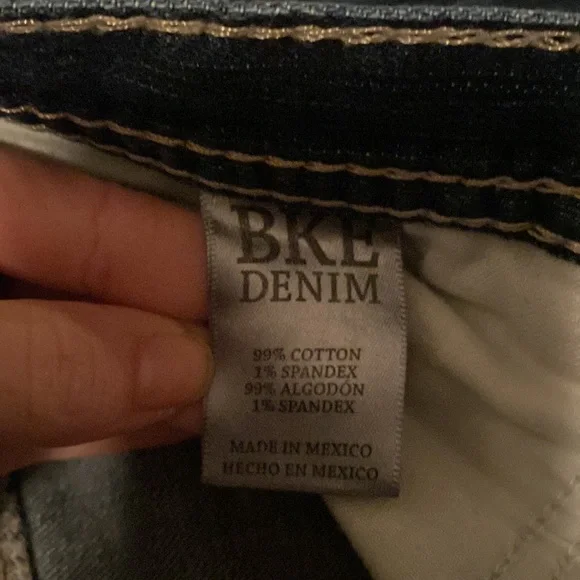 BKE
DENIM
99% COTTON
1% SPANDEX
99% ALGODÓN
1% SPANDEX
MADE IN MEXICO
HECHO EN MEXICO